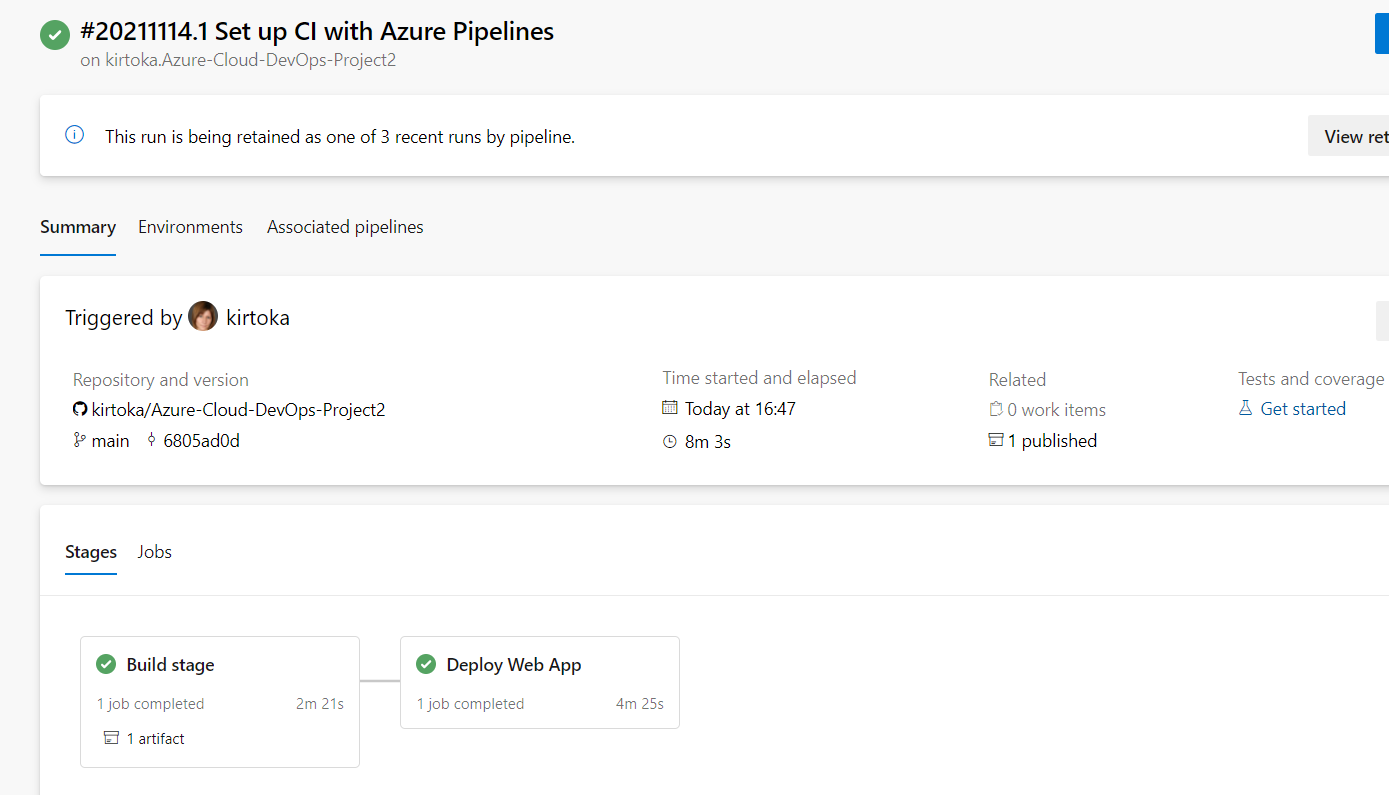 #20211114.1 Set up CI with Azure Pipelines
on kirtoka.Azure-Cloud-DevOps-Project2
This run is being retained as one of 3 recent runs by pipeline.
View ret
Summary Environments Associated pipelines
Triggered by kirtoka
Repository and version
kirtoka/Azure-Cloud-DevOps-Project2
main 6805ad0d
Time started and elapsed
Today at 16:47
8m 3s
Related
0 work items
1 published
Tests and coverage
Get started
Stages Jobs
Build stage
1 job completed 2m 21s
1 artifact
Deploy Web App
1 job completed 4m 25s